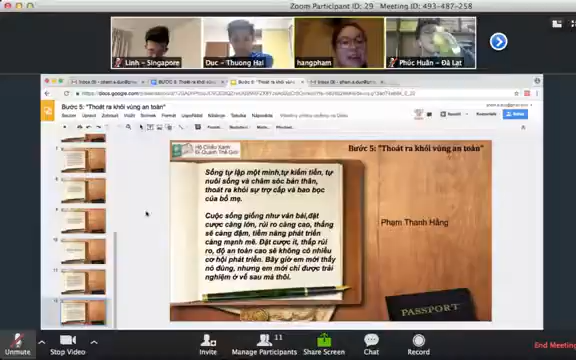 Zoom Participant ID: 29 Meeting ID: 493-487-258
Linh – Singapore
Duc – Thuong Hai
hangpham
Phúc Huấn – Đà Lạt
Bước 5: "Thoát ra khỏi vùng an toàn"
Hộ Chiếu Xanh
Đi Quanh Thế Giới
Bước 5: "Thoát ra khỏi vùng an toàn"
Sống tự lập một mình,tự kiếm tiền, tự
nuôi sống và chăm sóc bản thân,
thoát ra khỏi sự trợ cấp và bao bọc
của bố mẹ.
Cuộc sống giống như ván bài,đặt
cược càng lớn, rủi ro càng cao, thắng
sẽ càng đậm, tiềm năng phát triển
càng mạnh mẽ. Đặt cược ít, thấp rủi
ro, độ an toàn cao sẽ không có nhiều
cơ hội phát triển. Bây giờ em mới thấy
nó đúng, nhưng em mới chỉ được trải
nghiệm ở về sau mà thôi.
Phạm Thanh Hằng
PASSPORT
Unmute
Stop Video
Invite
11
Manage Participants
Share Screen
Chat
Record
End Meeting